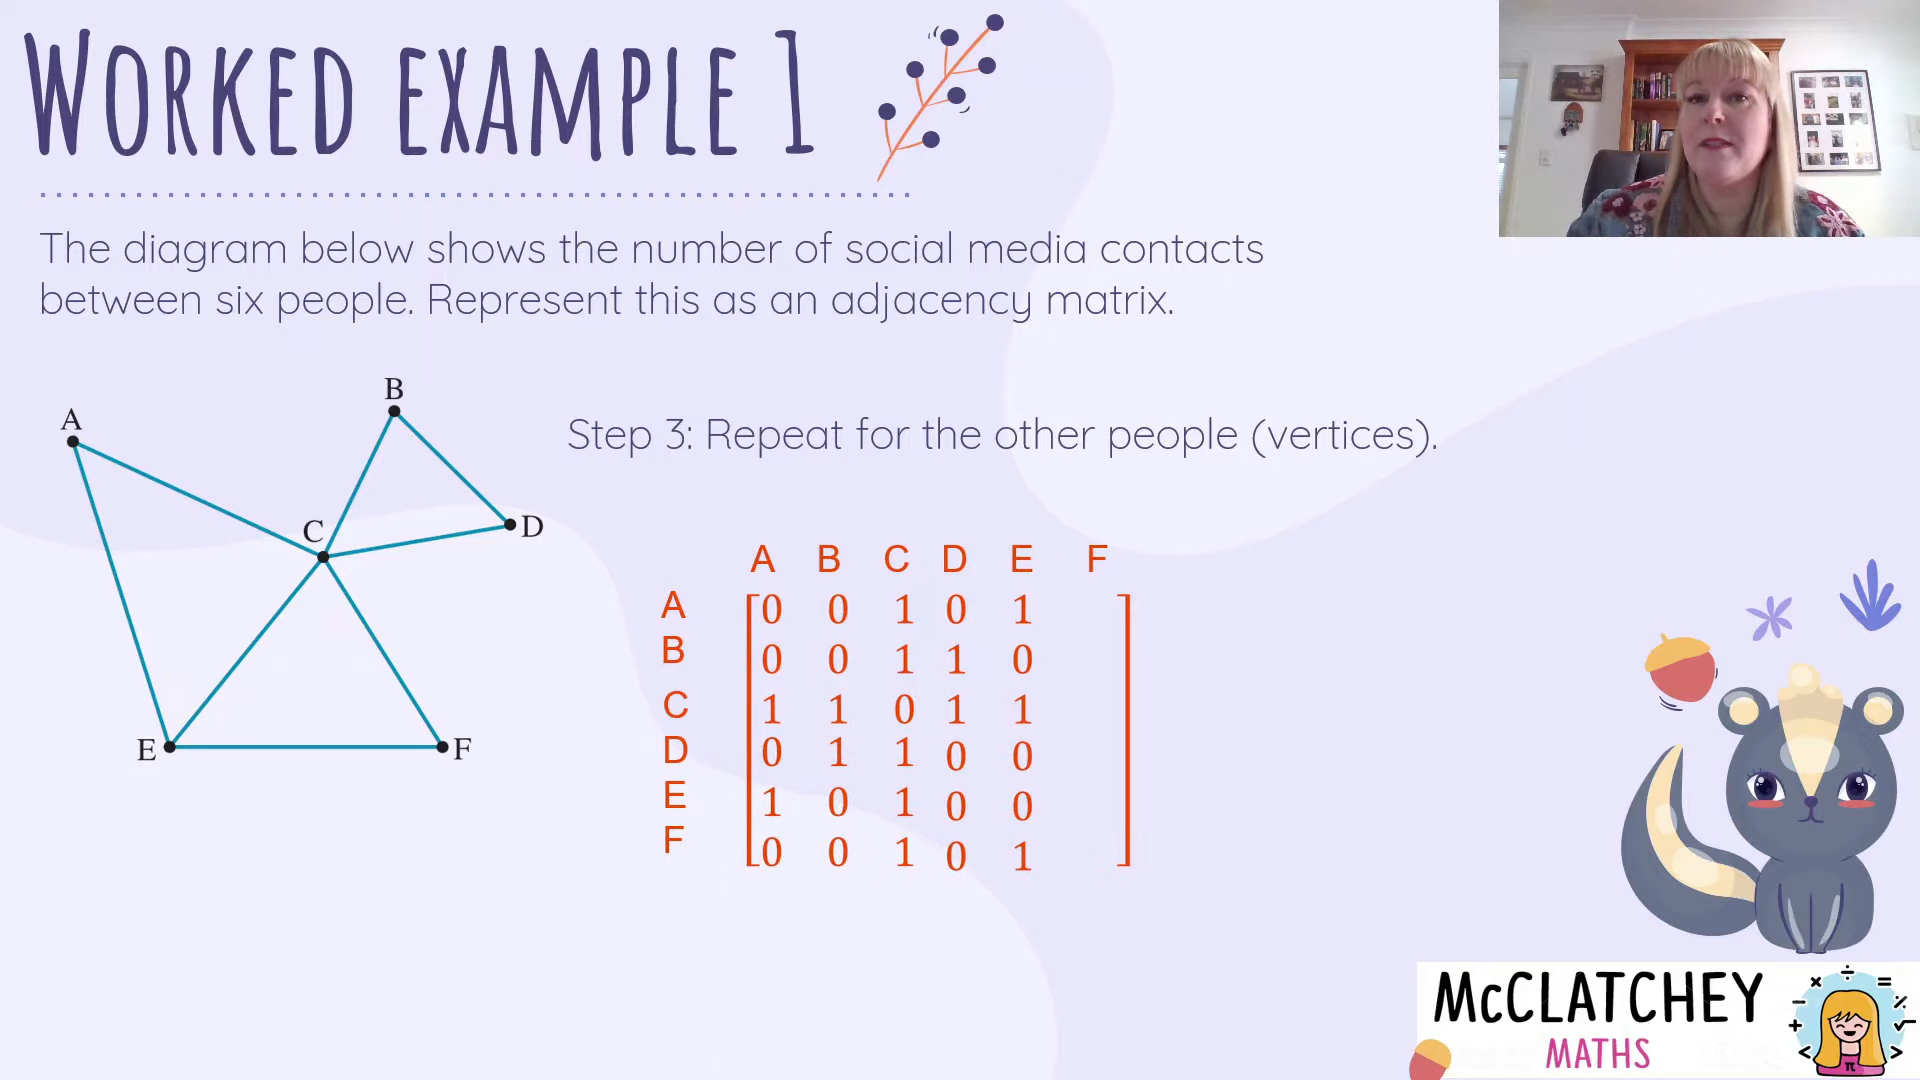 WORKED EXAMPLE 1
The diagram below shows the number of social media contacts
between six people. Represent this as an adjacency matrix.
A
B
C
D
E
F
Step 3: Repeat for the other people (vertices).
A B C D E F
A 0 0 1 0 1
B 0 0 1 1 0
C 1 1 0 1 1
D 0 1 1 0 0
E 1 0 1 0 0
F 0 0 1 0 1
McCLATCHEY
MATHS
× ÷ = − % + √ < > π